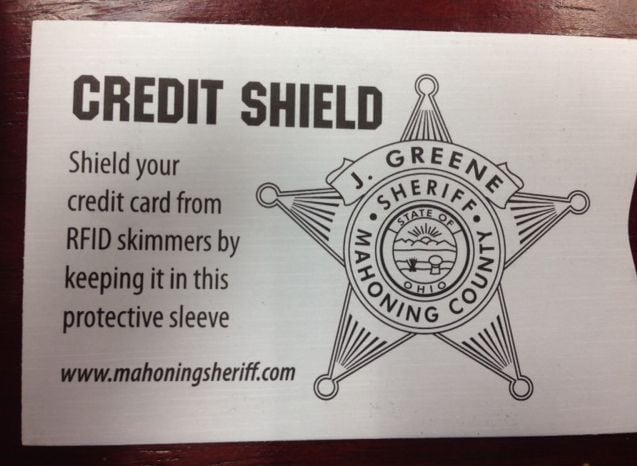 CREDIT SHIELD
Shield your
credit card from
RFID skimmers by
keeping it in this
protective sleeve
www.mahoningsheriff.com
J. GREENE
• SHERIFF •
MAHONING COUNTY
STATE OF
OHIO